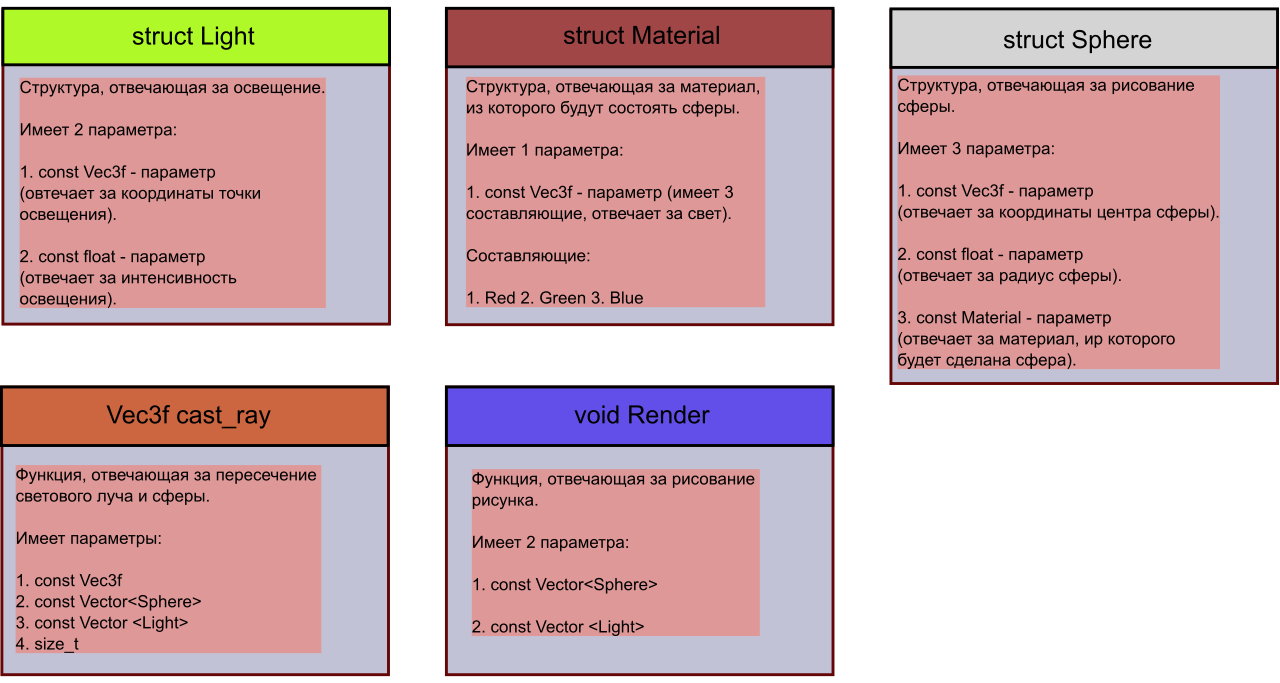 struct Light
Структура, отвечающая за освещение.
Имеет 2 параметра:
1. const Vec3f - параметр
(овтечает за координаты точки
освещения).
2. const float - параметр
(отвечает за интенсивность
освещения).
struct Material
Структура, отвечающая за материал,
из которого будут состоять сферы.
Имеет 1 параметра:
1. const Vec3f - параметр (имеет 3
составляющие, отвечает за свет).
Составляющие:
1. Red 2. Green 3. Blue
struct Sphere
Структура, отвечающая за рисование
сферы.
Имеет 3 параметра:
1. const Vec3f - параметр
(отвечает за координаты центра сферы).
2. const float - параметр
(отвечает за радиус сферы).
3. const Material - параметр
(отвечает за материал, ир которого
будет сделана сфера).
Vec3f cast_ray
Функция, отвечающая за пересечение
светового луча и сферы.
Имеет параметры:
1. const Vec3f
2. const Vector<Sphere>
3. const Vector <Light>
4. size_t
void Render
Функция, отвечающая за рисование
рисунка.
Имеет 2 параметра:
1. const Vector<Sphere>
2. const Vector <Light>